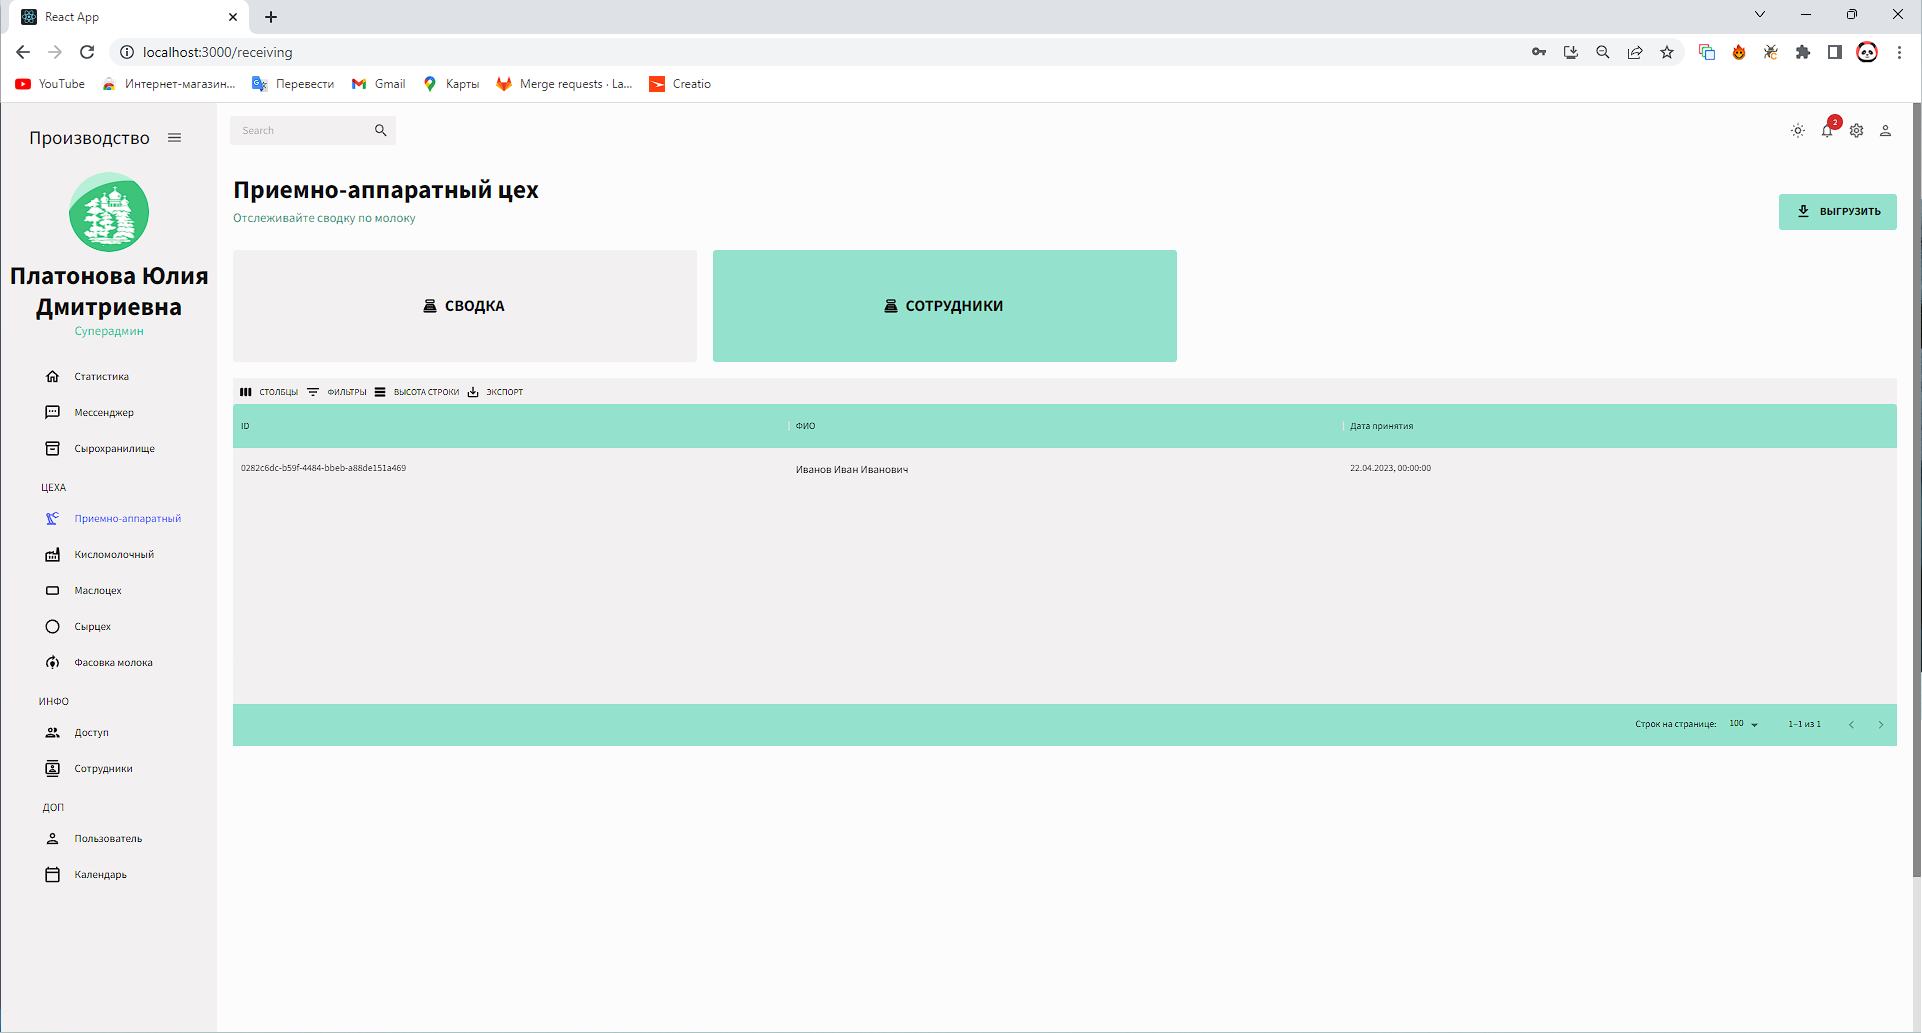 React App
localhost:3000/receiving
YouTube
Интернет-магазин...
Перевести
Gmail
Карты
Merge requests · La...
Creatio
Производство
Search
2
Приемно-аппаратный цех
Отслеживайте сводку по молоку
ВЫГРУЗИТЬ
Платонова Юлия
Дмитриевна
Суперадмин
СВОДКА
СОТРУДНИКИ
Статистика
Мессенджер
Сырохранилище
ЦЕХА
Приемно-аппаратный
Кисломолочный
Маслоцех
Сырцех
Фасовка молока
ИНФО
Доступ
Сотрудники
ДОП
Пользователь
Календарь
СТОЛБЦЫ
ФИЛЬТРЫ
ВЫСОТА СТРОКИ
ЭКСПОРТ
ID
ФИО
Дата принятия
0282c6dc-b59f-4484-bbeb-a88de151a469
Иванов Иван Иванович
22.04.2023, 00:00:00
Строк на странице:
100
1–1 из 1